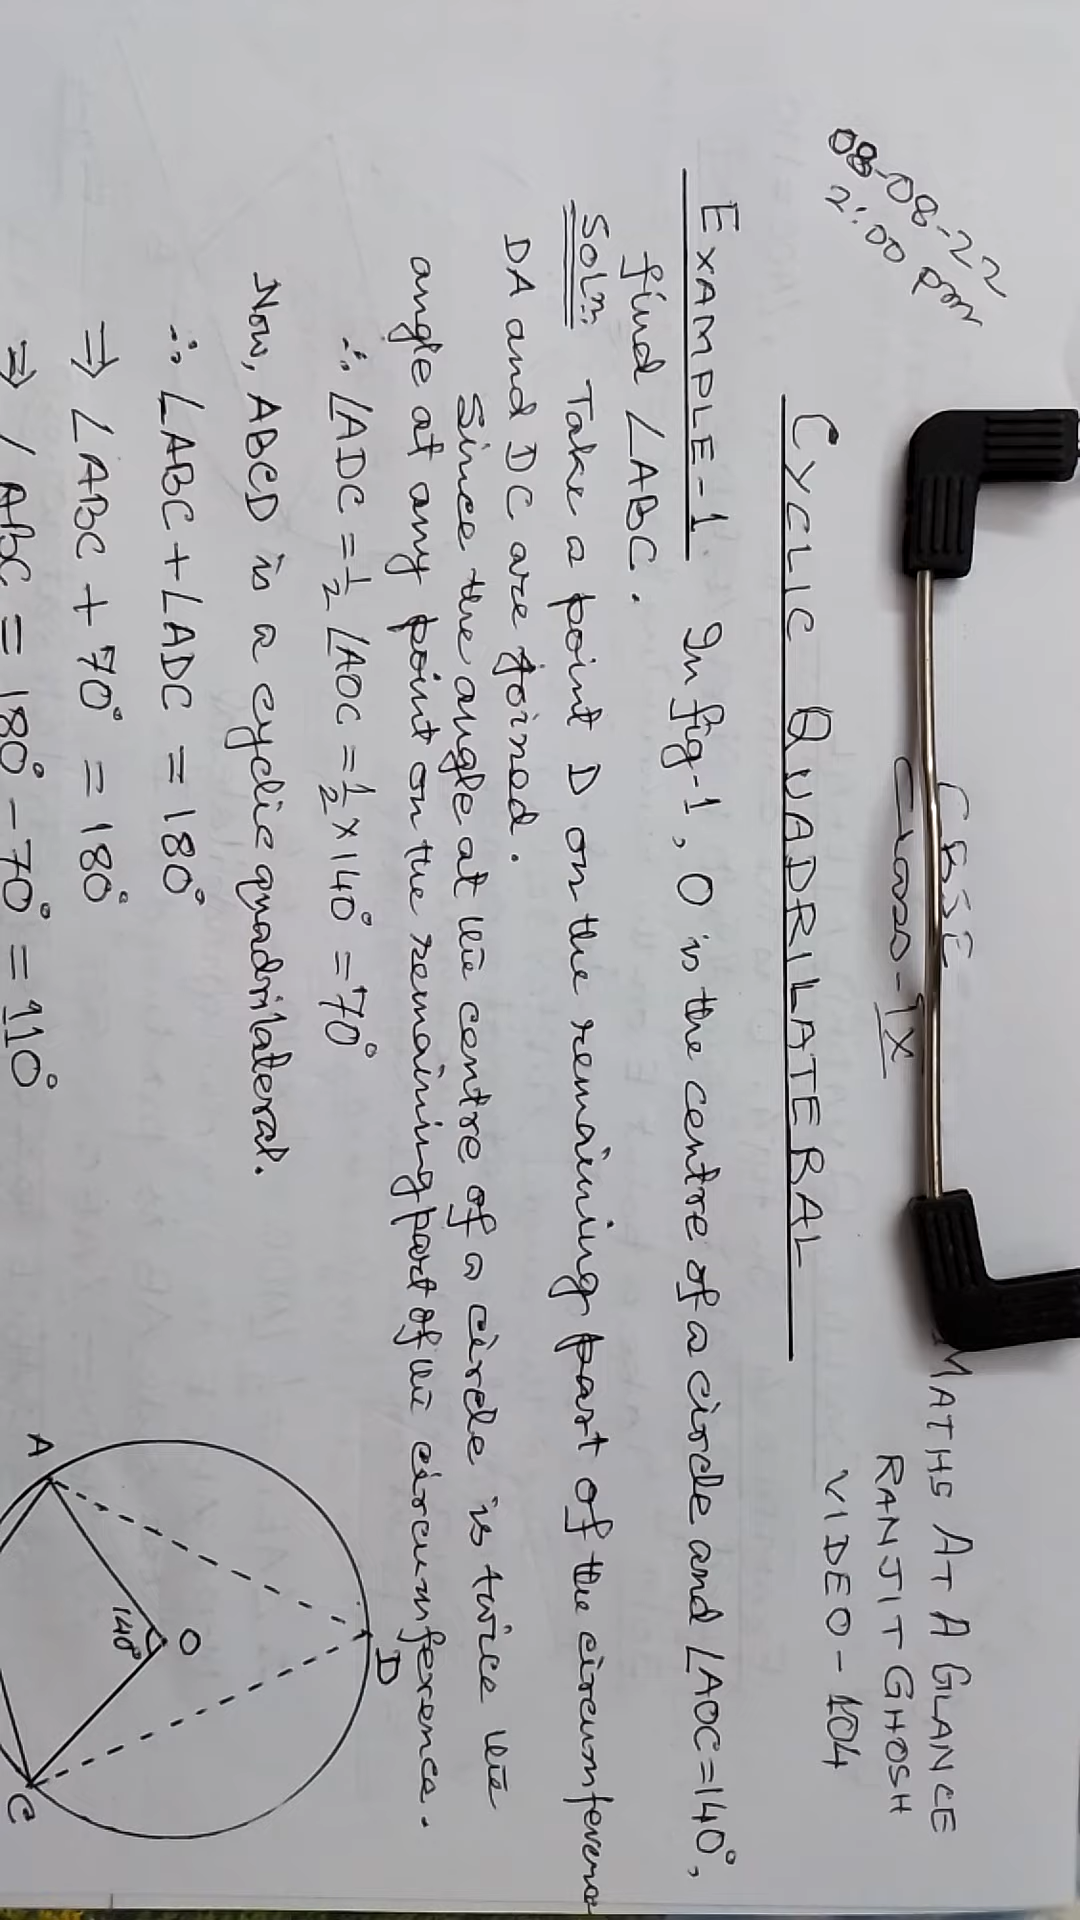 08-08-22
2:00 pm
CBSE
Class-IX
MATHS AT A GLANCE
RANJIT GHOSH
VIDEO-104
CYCLIC QUADRILATERAL
EXAMPLE-1. In fig-1, O is the centre of a circle and ∠AOC=140°,
find ∠ABC.
Soln: Take a point D on the remaining part of the circumference
DA and DC are joined.
Since the angle at the centre of a circle is twice the
angle at any point on the remaining part of the circumference.
∴ ∠ADC = 1/2 ∠AOC = 1/2 × 140° = 70°
Now, ABCD is a cyclic quadrilateral.
∴ ∠ABC + ∠ADC = 180°
⇒ ∠ABC + 70° = 180°
⇒ ∠ABC = 180° - 70° = 110°
D
O
140°
A
C